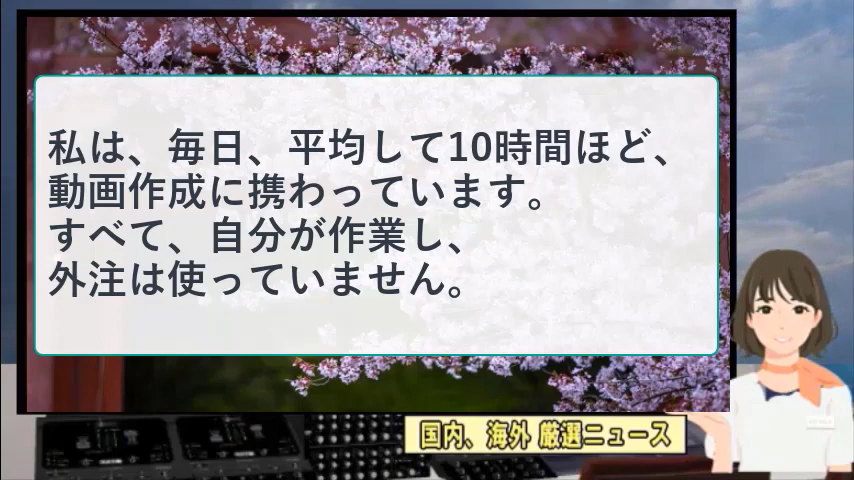 私は、毎日、平均して10時間ほど、
動画作成に携わっています。
すべて、自分が作業し、
外注は使っていません。
国内、海外 厳選ニュース